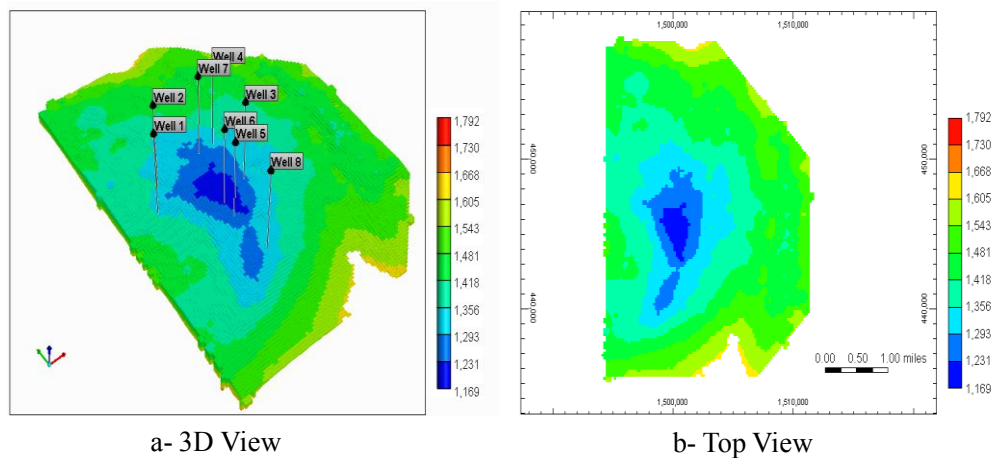 Well 4
Well 7
Well 2
Well 3
Well 1
Well 6
Well 5
Well 8
1,792
1,730
1,668
1,605
1,543
1,481
1,418
1,356
1,293
1,231
1,169
a- 3D View
1,500,000
1,510,000
450,000
450,000
440,000
440,000
0.00 0.50 1.00 miles
1,500,000
1,510,000
1,792
1,730
1,668
1,605
1,543
1,481
1,418
1,356
1,293
1,231
1,169
b- Top View